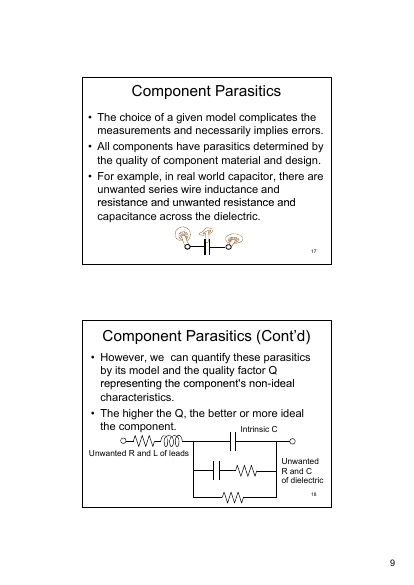 Component Parasitics
• The choice of a given model complicates the
measurements and necessarily implies errors.
• All components have parasitics determined by
the quality of component material and design.
• For example, in real world capacitor, there are
unwanted series wire inductance and
resistance and unwanted resistance and
capacitance across the dielectric.
17
Component Parasitics (Cont'd)
• However, we  can quantify these parasitics
by its model and the quality factor Q
representing the component's non-ideal
characteristics.
• The higher the Q, the better or more ideal
the component.
Intrinsic C
Unwanted R and L of leads
Unwanted
R and C
of dielectric
18
9